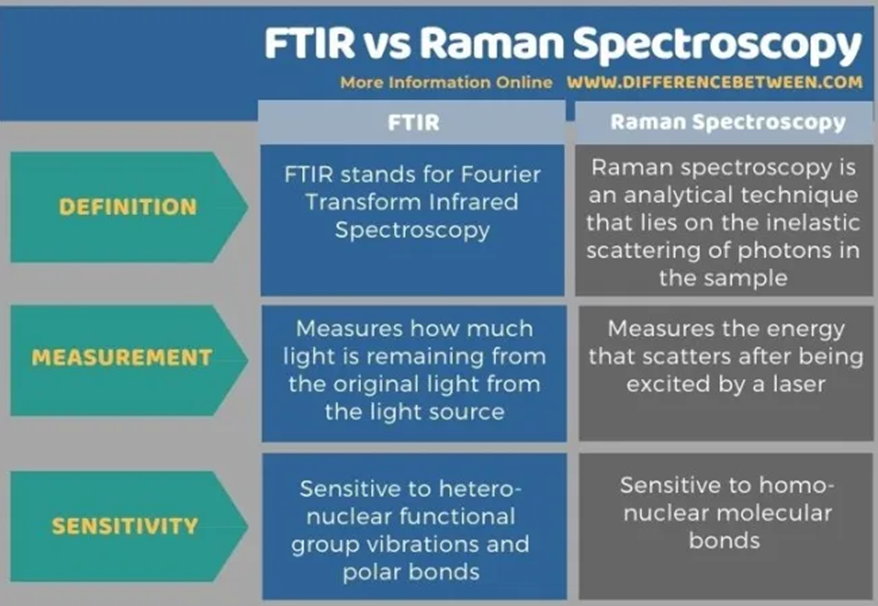 FTIR vs Raman Spectroscopy
More Information Online WWW.DIFFERENCEBETWEEN.COM
FTIR
Raman Spectroscopy
DEFINITION
FTIR stands for Fourier
Transform Infrared
Spectroscopy
Raman spectroscopy is
an analytical technique
that lies on the inelastic
scattering of photons in
the sample
MEASUREMENT
Measures how much
light is remaining from
the original light from
the light source
Measures the energy
that scatters after being
excited by a laser
SENSITIVITY
Sensitive to hetero-
nuclear functional
group vibrations and
polar bonds
Sensitive to homo-
nuclear molecular
bonds